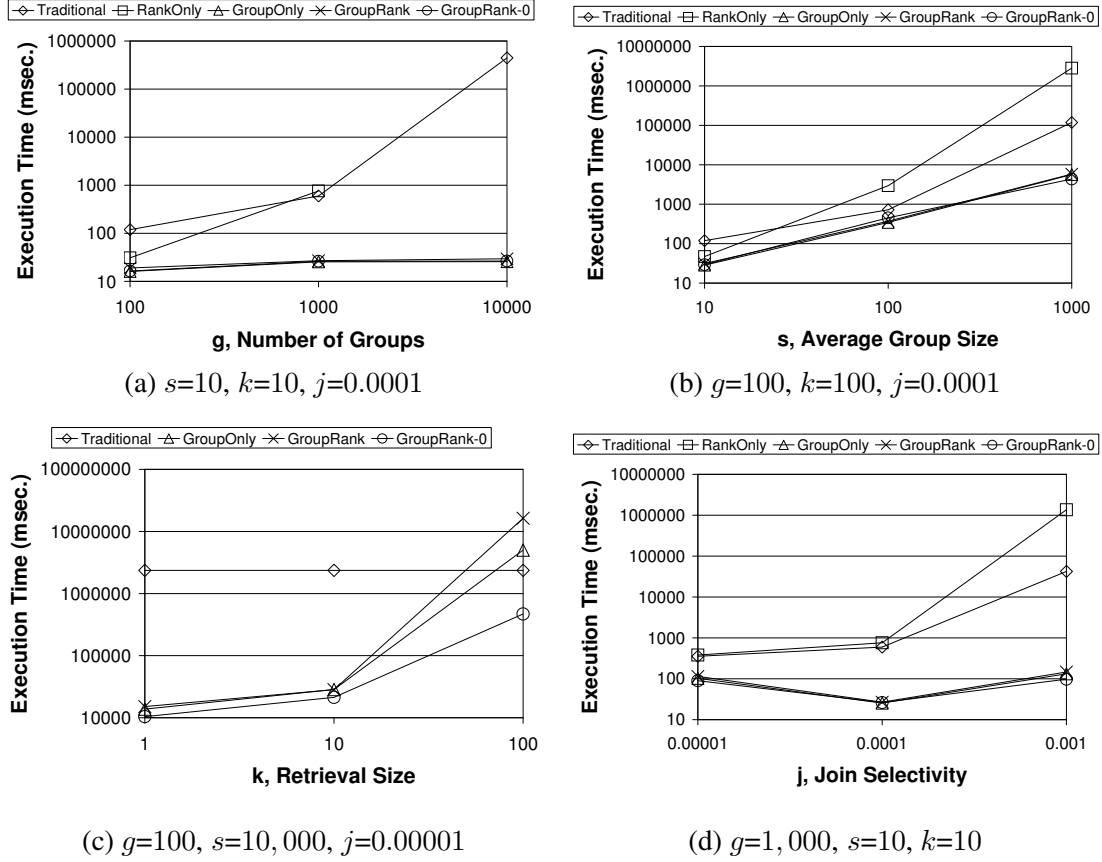 Traditional RankOnly GroupOnly GroupRank GroupRank-0
Execution Time (msec.)
1000000
100000
10000
1000
100
10
100 1000 10000
g, Number of Groups
(a) s=10, k=10, j=0.0001
Traditional RankOnly GroupOnly GroupRank GroupRank-0
Execution Time (msec.)
10000000
1000000
100000
10000
1000
100
10
10 100 1000
s, Average Group Size
(b) g=100, k=100, j=0.0001
Traditional GroupOnly GroupRank GroupRank-0
Execution Time (msec.)
100000000
10000000
1000000
100000
10000
1 10 100
k, Retrieval Size
(c) g=100, s=10,000, j=0.00001
Traditional RankOnly GroupOnly GroupRank GroupRank-0
Execution Time (msec.)
10000000
1000000
100000
10000
1000
100
10
0.00001 0.0001 0.001
j, Join Selectivity
(d) g=1,000, s=10, k=10